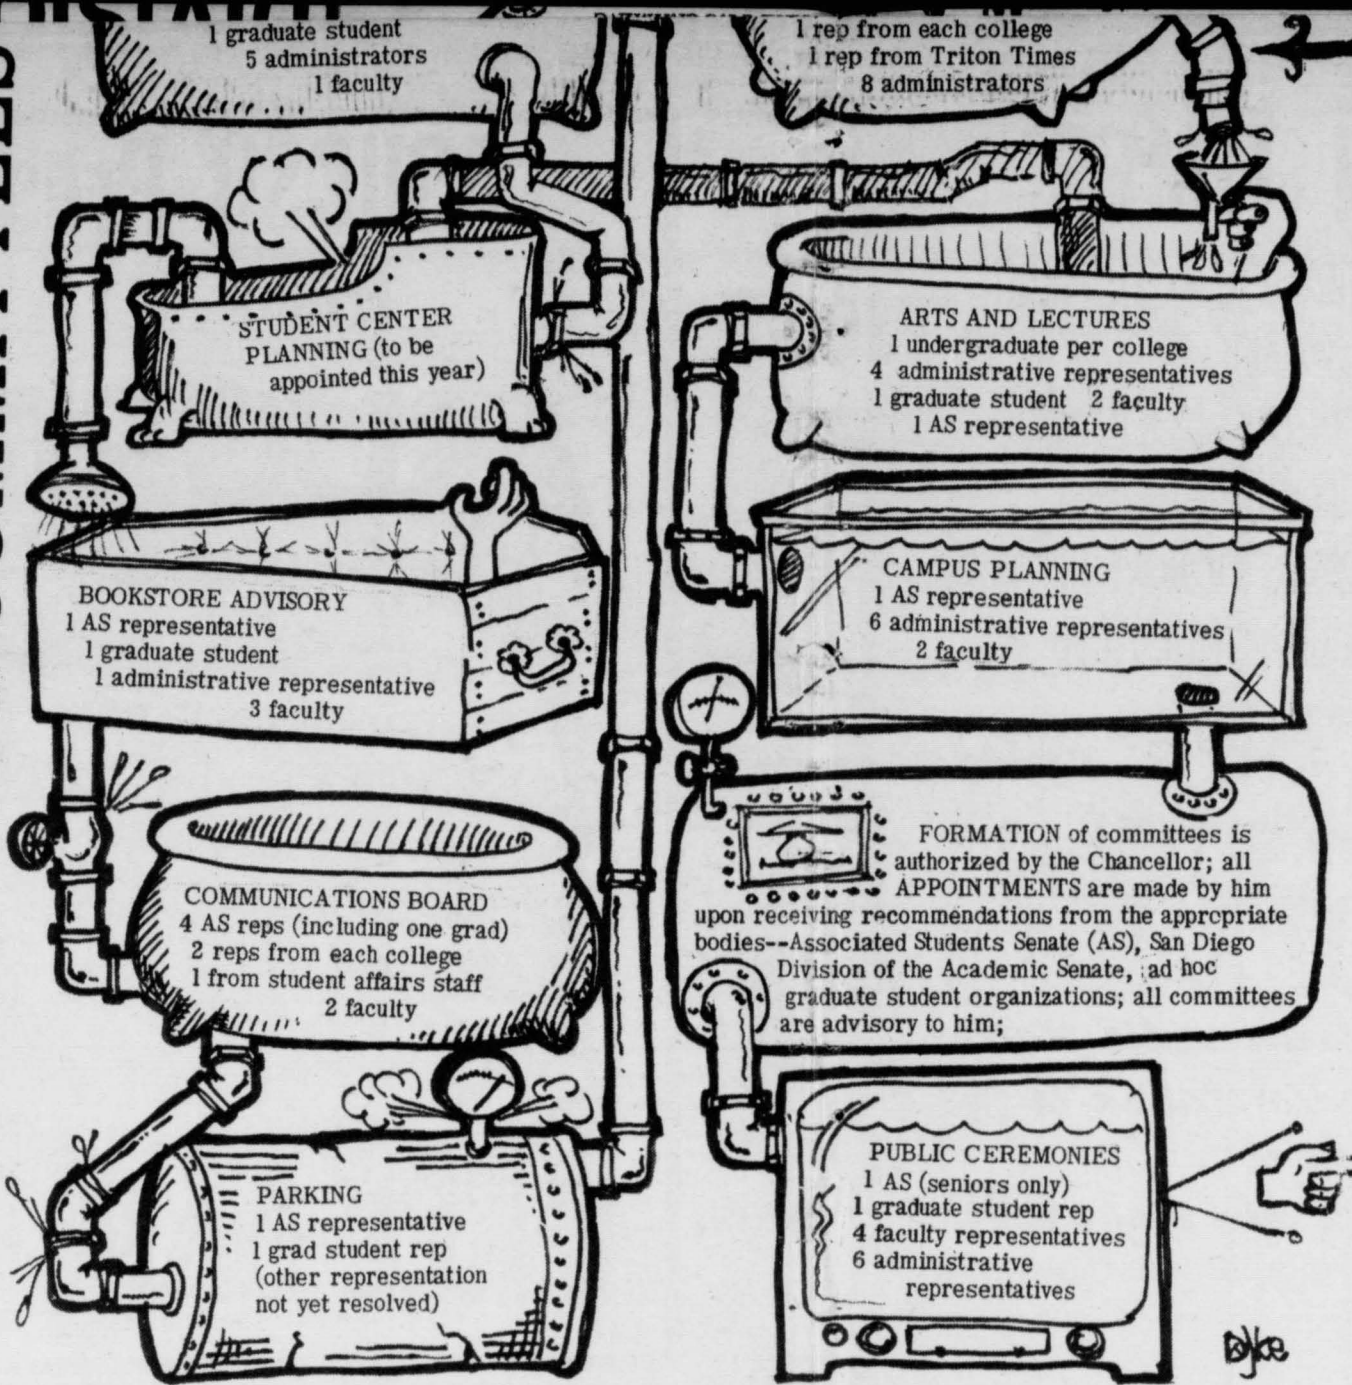 1 graduate student
5 administrators
1 faculty
1 rep from each college
1 rep from Triton Times
8 administrators
STUDENT CENTER
PLANNING (to be
appointed this year)
ARTS AND LECTURES
1 undergraduate per college
4 administrative representatives
1 graduate student 2 faculty
1 AS representative
BOOKSTORE ADVISORY
1 AS representative
1 graduate student
1 administrative representative
3 faculty
CAMPUS PLANNING
1 AS representative
6 administrative representatives
2 faculty
COMMUNICATIONS BOARD
4 AS reps (including one grad)
2 reps from each college
1 from student affairs staff
2 faculty
FORMATION of committees is
authorized by the Chancellor; all
APPOINTMENTS are made by him
upon receiving recommendations from the appropriate
bodies--Associated Students Senate (AS), San Diego
Division of the Academic Senate, ad hoc
graduate student organizations; all committees
are advisory to him;
PARKING
1 AS representative
1 grad student rep
(other representation
not yet resolved)
PUBLIC CEREMONIES
1 AS (seniors only)
1 graduate student rep
4 faculty representatives
6 administrative
representatives